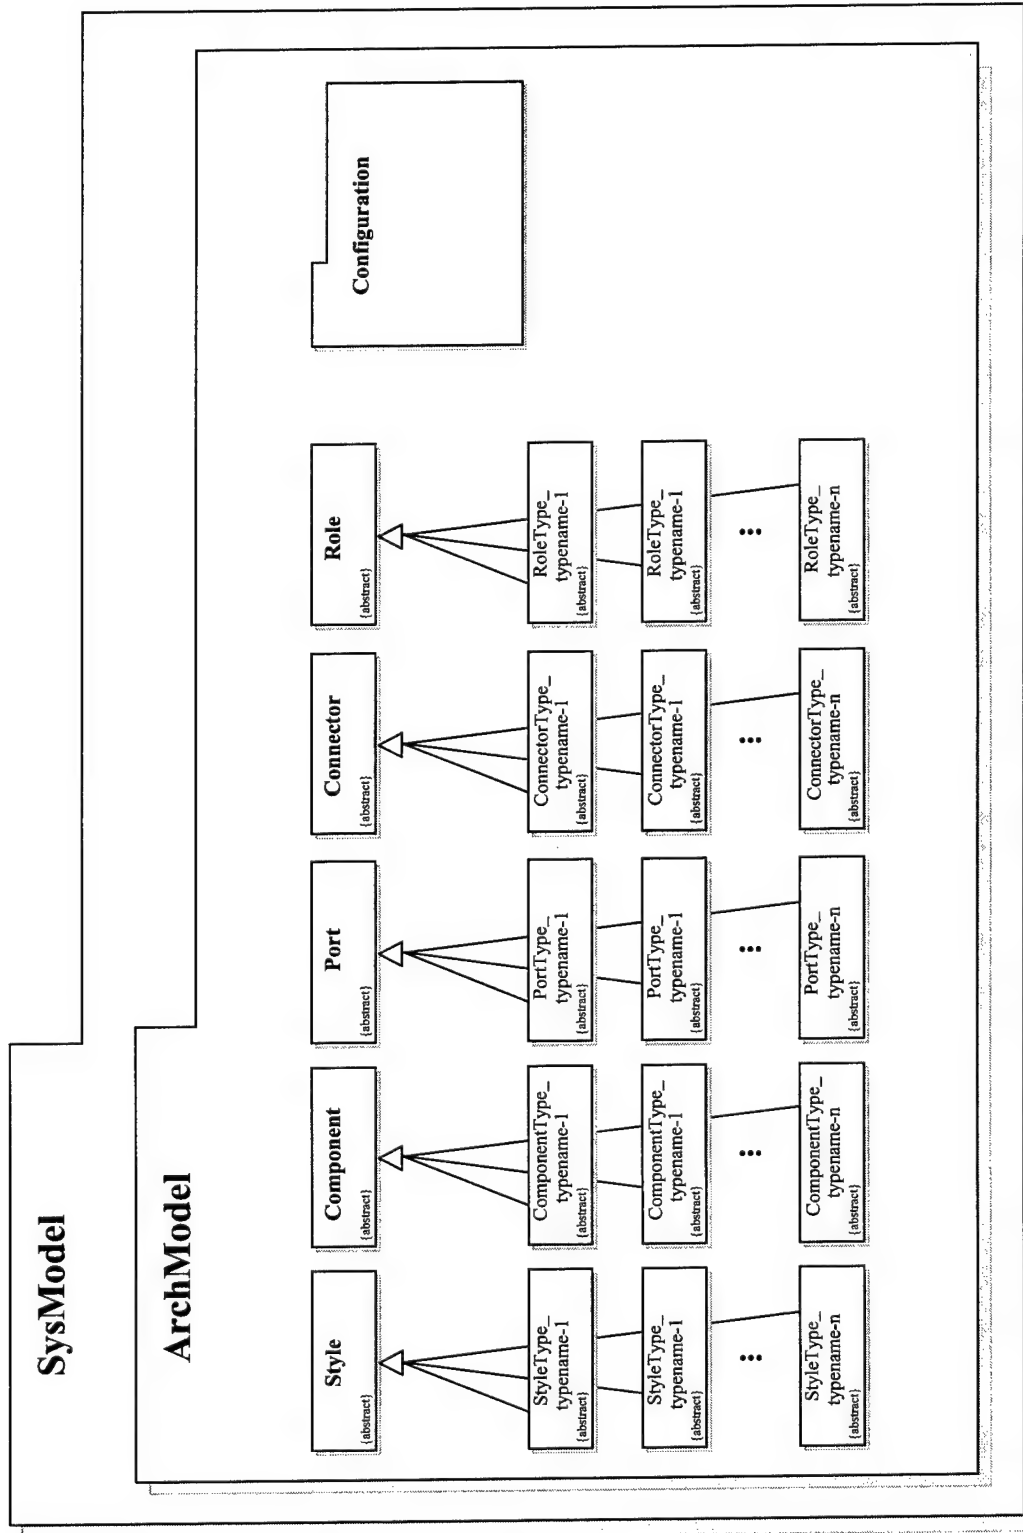 SysModel
ArchModel
Style
{abstract}
Component
{abstract}
Port
{abstract}
Connector
{abstract}
Role
{abstract}
Configuration
StyleType_
typename-1
{abstract}
ComponentType_
typename-1
{abstract}
PortType_
typename-1
{abstract}
ConnectorType_
typename-1
{abstract}
RoleType_
typename-1
{abstract}
StyleType_
typename-1
{abstract}
ComponentType_
typename-1
{abstract}
PortType_
typename-1
{abstract}
ConnectorType_
typename-1
{abstract}
RoleType_
typename-1
{abstract}
StyleType_
typename-n
{abstract}
ComponentType_
typename-n
{abstract}
PortType_
typename-n
{abstract}
ConnectorType_
typename-n
{abstract}
RoleType_
typename-n
{abstract}